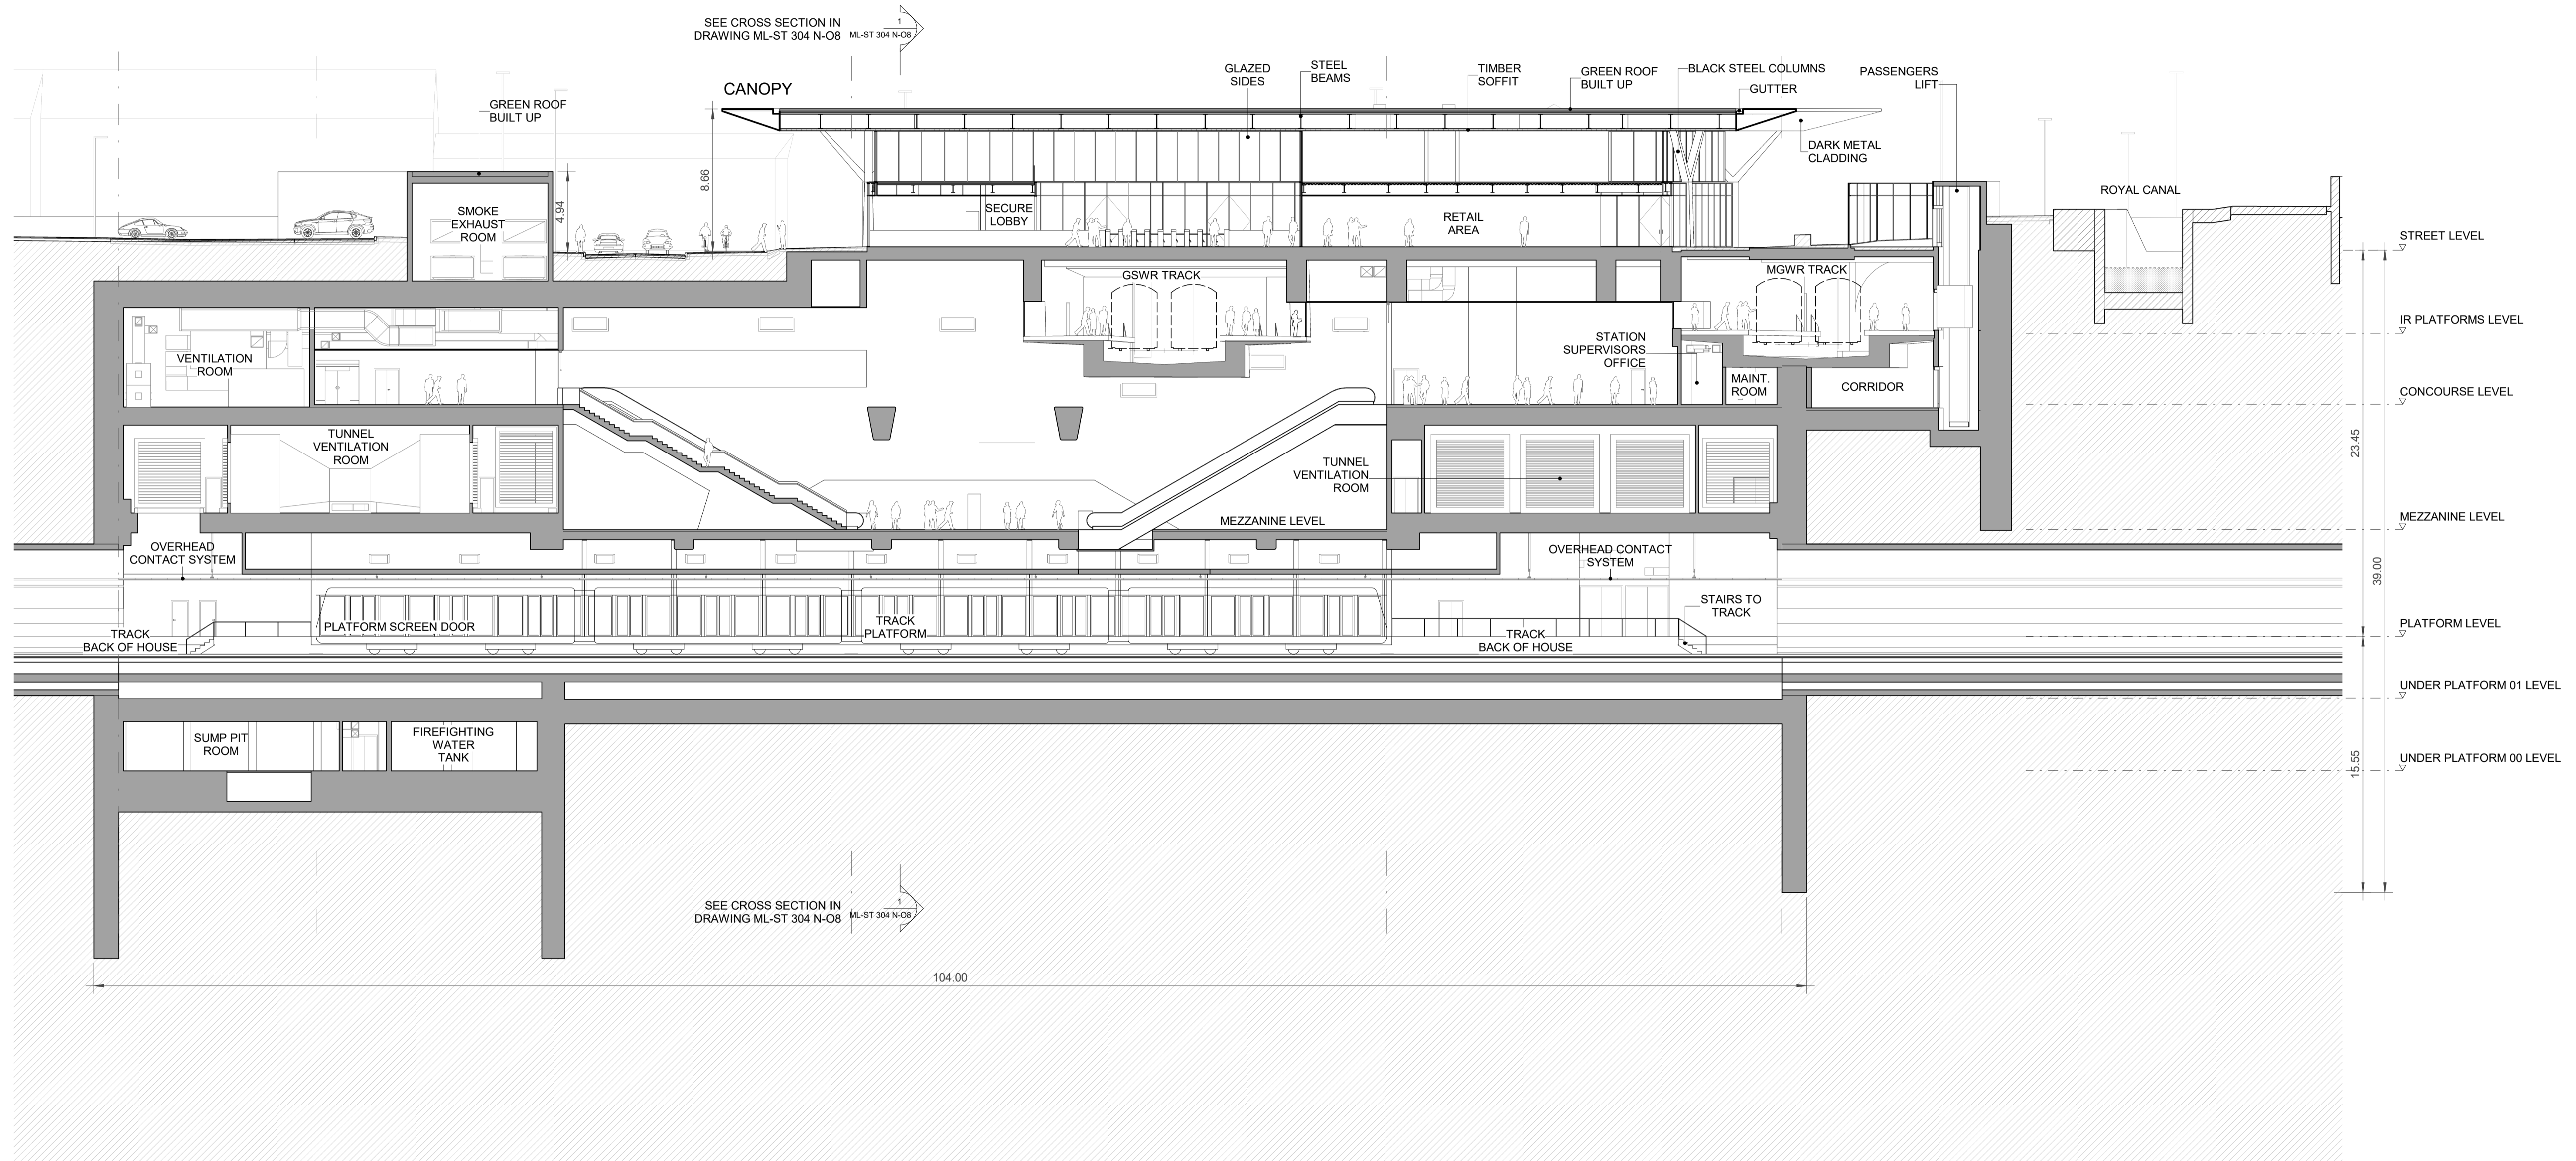 SEE CROSS SECTION IN
DRAWING ML-ST 304 N-O8
1
ML-ST 304 N-O8
CANOPY
GLAZED
SIDES
STEEL
BEAMS
TIMBER
SOFFIT
GREEN ROOF
BUILT UP
BLACK STEEL COLUMNS
GUTTER
PASSENGERS
LIFT
GREEN ROOF
BUILT UP
DARK METAL
CLADDING
8.66
4.94
SMOKE
EXHAUST
ROOM
SECURE
LOBBY
RETAIL
AREA
ROYAL CANAL
STREET LEVEL
GSWR TRACK
MGWR TRACK
IR PLATFORMS LEVEL
VENTILATION
ROOM
STATION
SUPERVISORS
OFFICE
MAINT.
ROOM
CORRIDOR
CONCOURSE LEVEL
TUNNEL
VENTILATION
ROOM
TUNNEL
VENTILATION
ROOM
23.45
MEZZANINE LEVEL
MEZZANINE LEVEL
OVERHEAD
CONTACT SYSTEM
OVERHEAD CONTACT
SYSTEM
39.00
STAIRS TO
TRACK
PLATFORM SCREEN DOOR
TRACK
PLATFORM
PLATFORM LEVEL
TRACK
BACK OF HOUSE
TRACK
BACK OF HOUSE
UNDER PLATFORM 01 LEVEL
SUMP PIT
ROOM
FIREFIGHTING
WATER
TANK
15.55
UNDER PLATFORM 00 LEVEL
SEE CROSS SECTION IN
DRAWING ML-ST 304 N-O8
1
ML-ST 304 N-O8
104.00